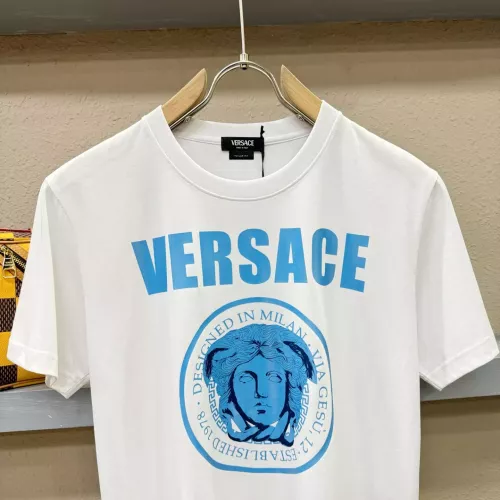 VERSACE
VERSACE
DESIGNED IN MILAN · VIA GESÙ, 12 · ESTABLISHED 1978 ·